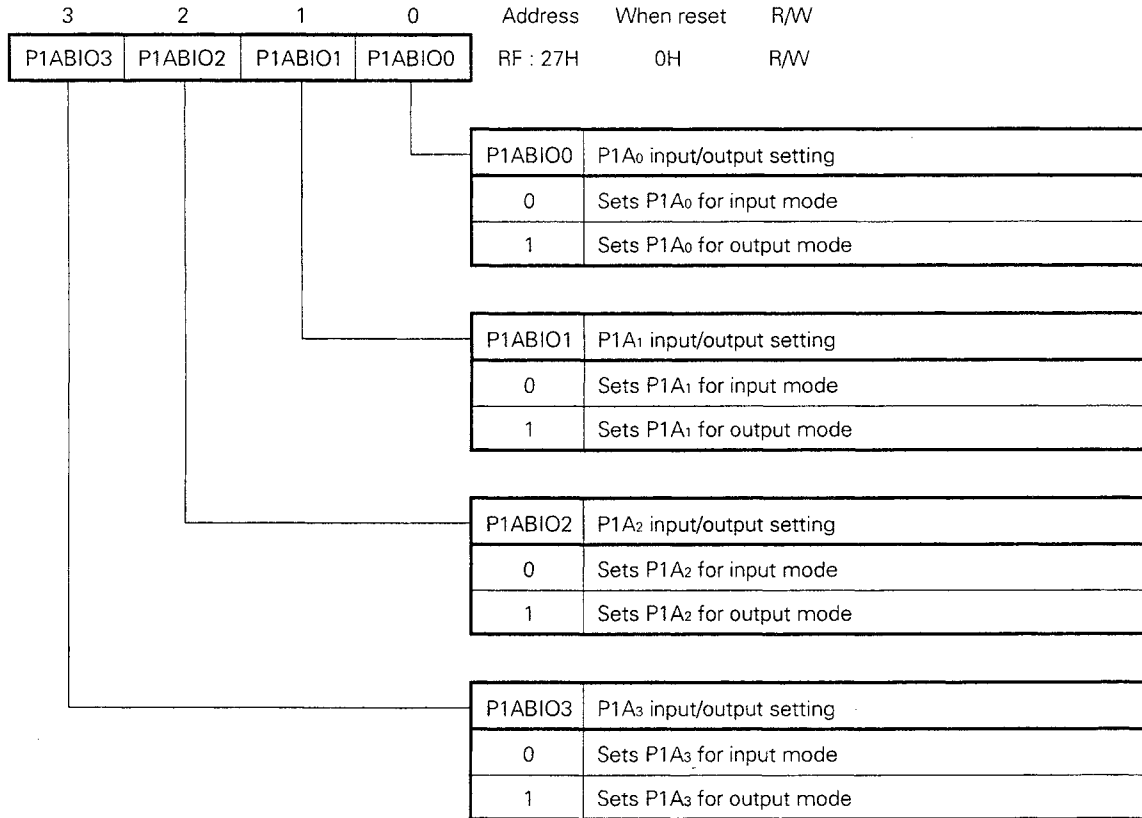 3 2 1 0 Address When reset R/W
P1ABIO3 P1ABIO2 P1ABIO1 P1ABIO0 RF : 27H 0H R/W
P1ABIO0 P1A₀ input/output setting
0 Sets P1A₀ for input mode
1 Sets P1A₀ for output mode
P1ABIO1 P1A₁ input/output setting
0 Sets P1A₁ for input mode
1 Sets P1A₁ for output mode
P1ABIO2 P1A₂ input/output setting
0 Sets P1A₂ for input mode
1 Sets P1A₂ for output mode
P1ABIO3 P1A₃ input/output setting
0 Sets P1A₃ for input mode
1 Sets P1A₃ for output mode